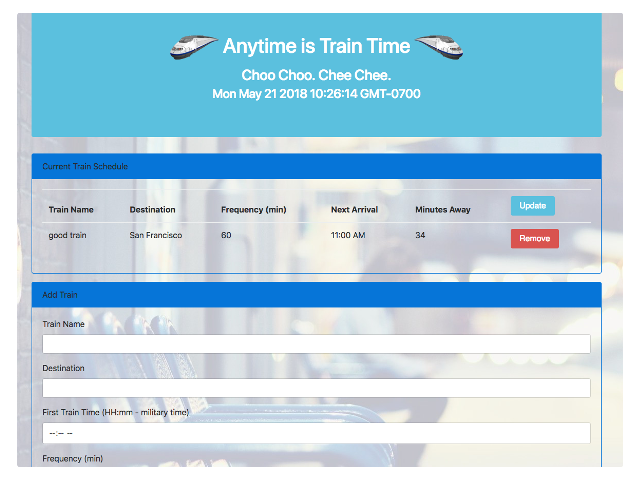 Anytime is Train Time
Choo Choo. Chee Chee.
Mon May 21 2018 10:26:14 GMT-0700
Current Train Schedule
Train Name Destination Frequency (min) Next Arrival Minutes Away Update
good train San Francisco 60 11:00 AM 34 Remove
Add Train
Train Name
Destination
First Train Time (HH:mm - military time)
--:-- --
Frequency (min)